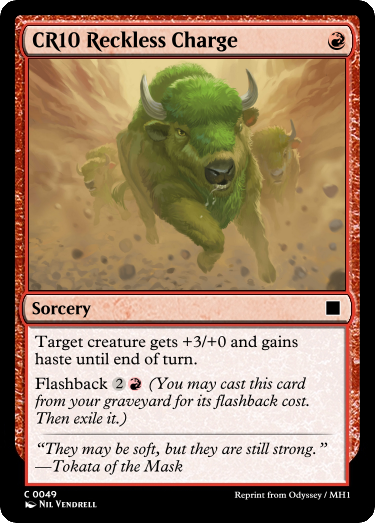 CR10 Reckless Charge
Sorcery
Target creature gets +3/+0 and gains
haste until end of turn.
Flashback 2 (You may cast this card
from your graveyard for its flashback cost.
Then exile it.)
“They may be soft, but they are still strong.”
—Tokata of the Mask
C 0049
Nil Vendrell
Reprint from Odyssey / MH1